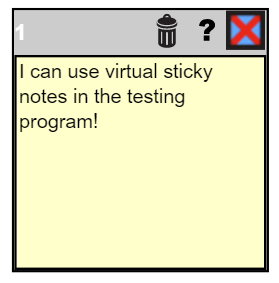 1 ?
I can use virtual sticky
notes in the testing
program!